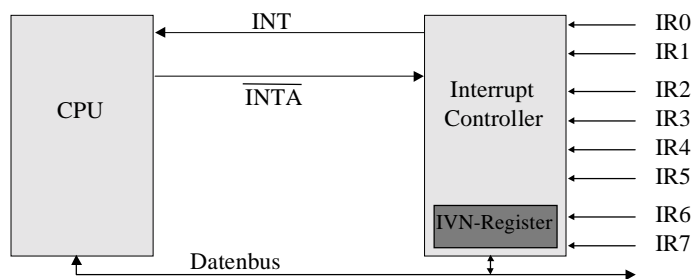 INT
INTA
CPU
Interrupt
Controller
IVN-Register
IR0
IR1
IR2
IR3
IR4
IR5
IR6
IR7
Datenbus